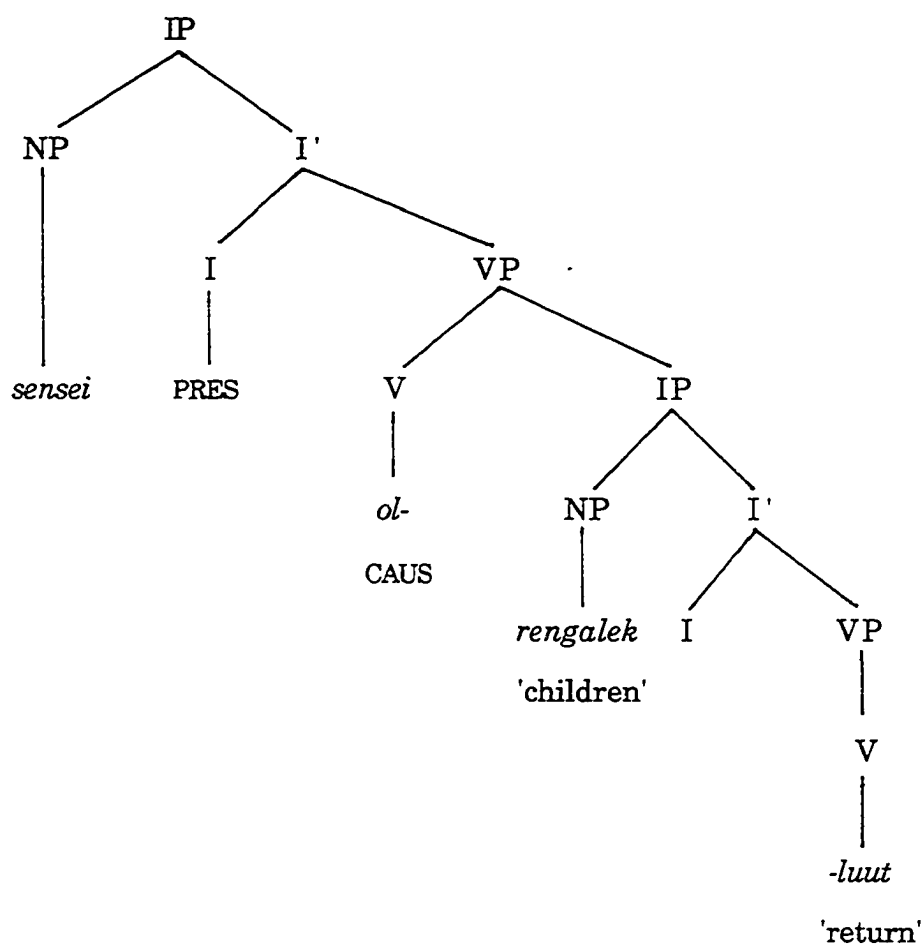 IP
NP I'
I VP
sensei PRES V IP
ol- NP I'
CAUS
rengalek I VP
'children'
V
-luut
'return'